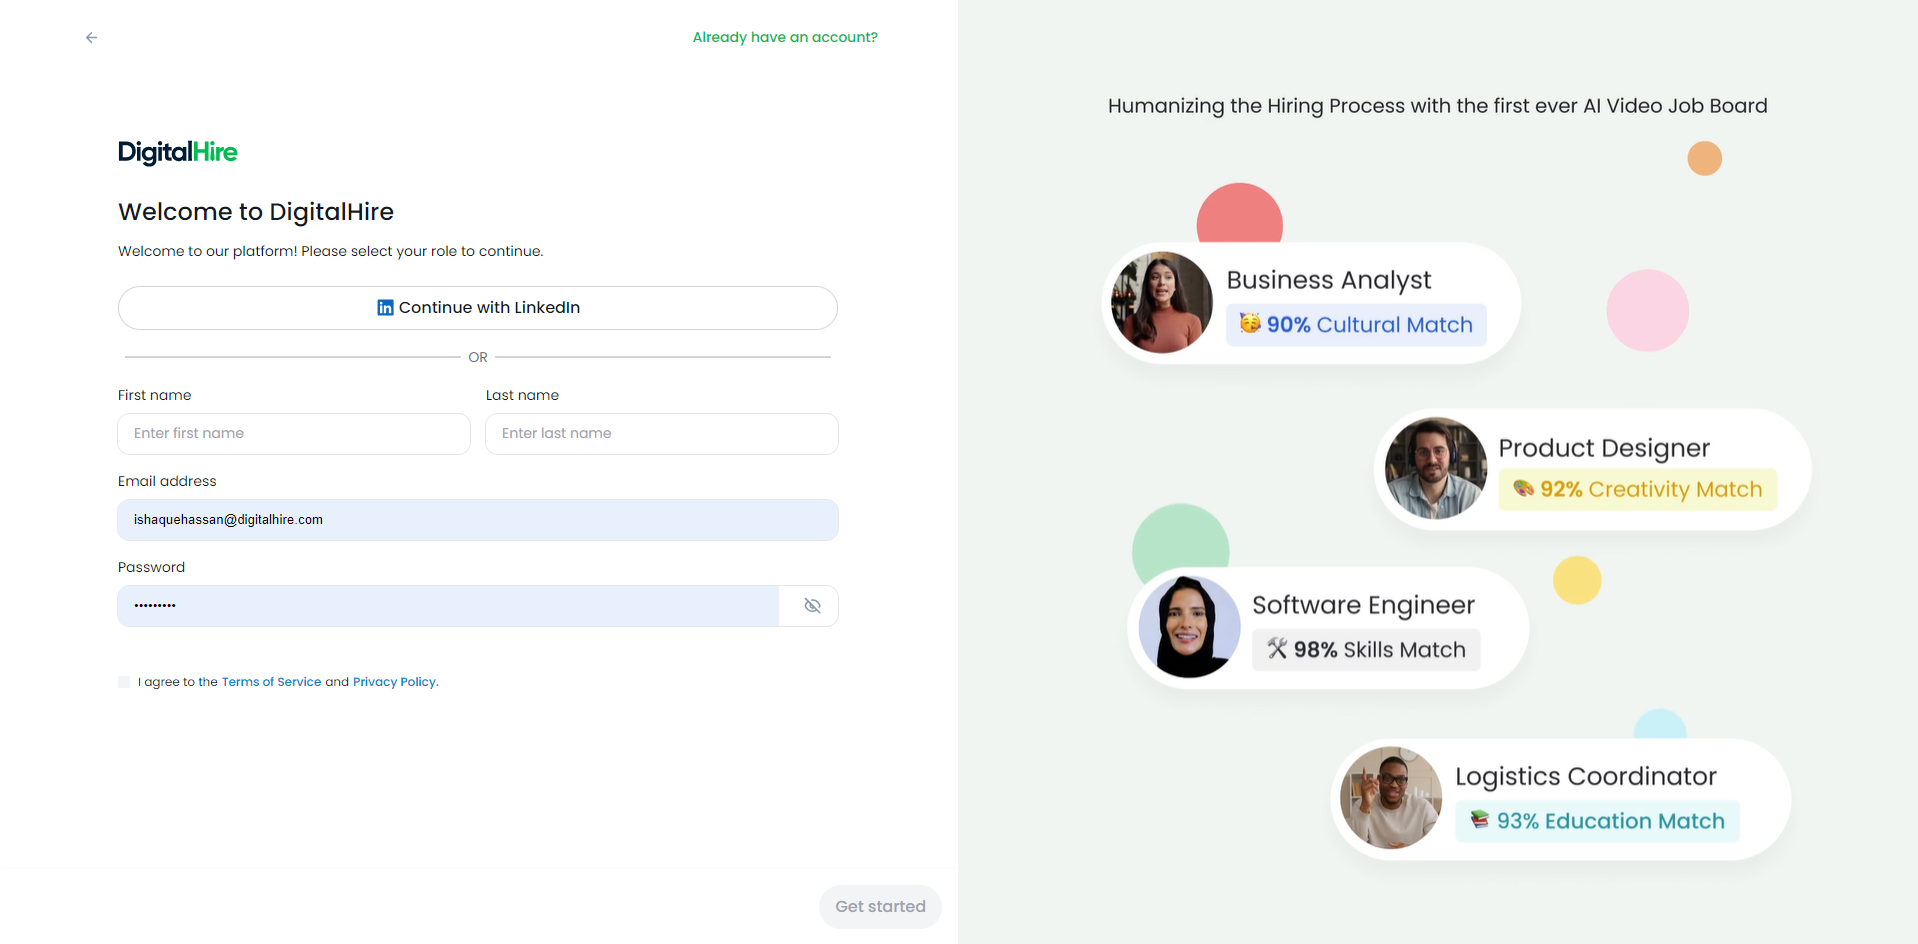 Already have an account?
DigitalHire
Welcome to DigitalHire
Welcome to our platform! Please select your role to continue.
in Continue with LinkedIn
OR
First name
Last name
Enter first name
Enter last name
Email address
ishaquehassan@digitalhire.com
Password
•••••••••
I agree to the Terms of Service and Privacy Policy.
Get started
Humanizing the Hiring Process with the first ever AI Video Job Board
Business Analyst
90% Cultural Match
Product Designer
92% Creativity Match
Software Engineer
98% Skills Match
Logistics Coordinator
93% Education Match